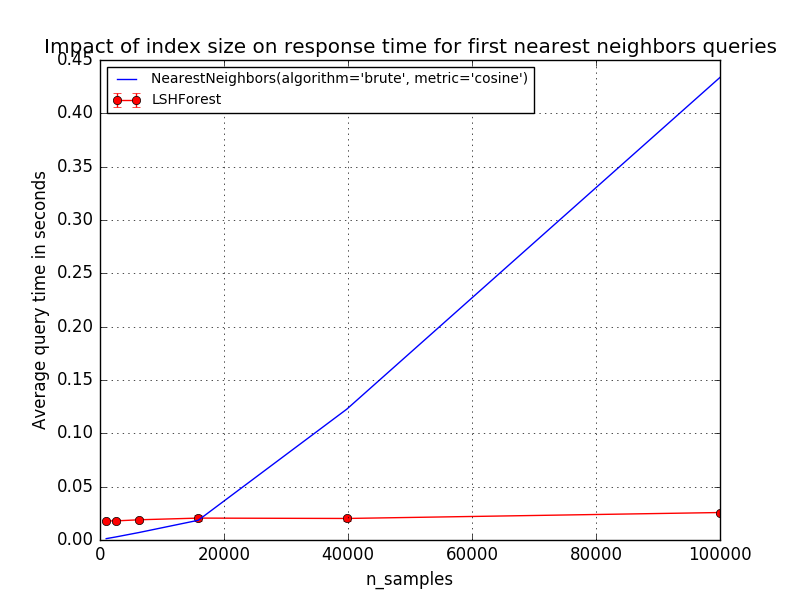 Impact of index size on response time for first nearest neighbors queries
NearestNeighbors(algorithm='brute', metric='cosine')
LSHForest
Average query time in seconds
0.45
0.40
0.35
0.30
0.25
0.20
0.15
0.10
0.05
0.00
0 20000 40000 60000 80000 100000
n_samples